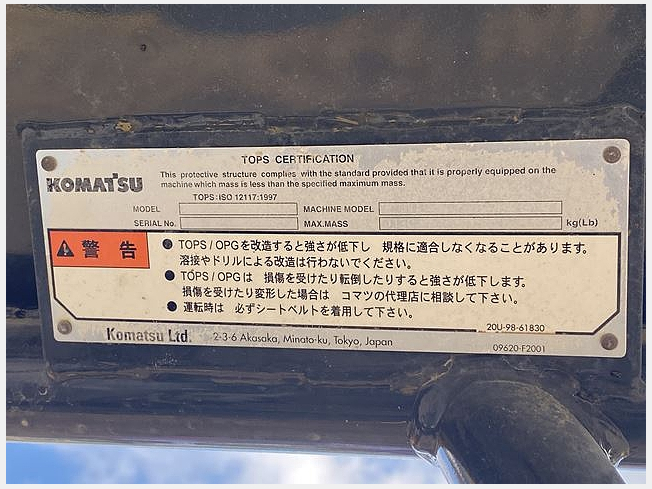 TOPS CERTIFICATION
KOMATSU
This protective structure complies with the standard provided that it is properly equipped on the
machine which mass is less than the specified maximum mass.
TOPS:ISO 12117:1997
MODEL MACHINE MODEL
SERIAL No. MAX.MASS kg(Lb)
警告
● TOPS/OPGを改造すると強さが低下し 規格に適合しなくなることがあります。
溶接やドリルによる改造は行わないでください。
● TOPS/OPGは 損傷を受けたり転倒したりすると強さが低下します。
損傷を受けたり変形した場合は コマツの代理店に相談して下さい。
● 運転時は 必ずシートベルトを着用して下さい。
20U-98-61830
Komatsu Ltd. 2-3-6 Akasaka, Minato-ku, Tokyo, Japan
09620-F2001